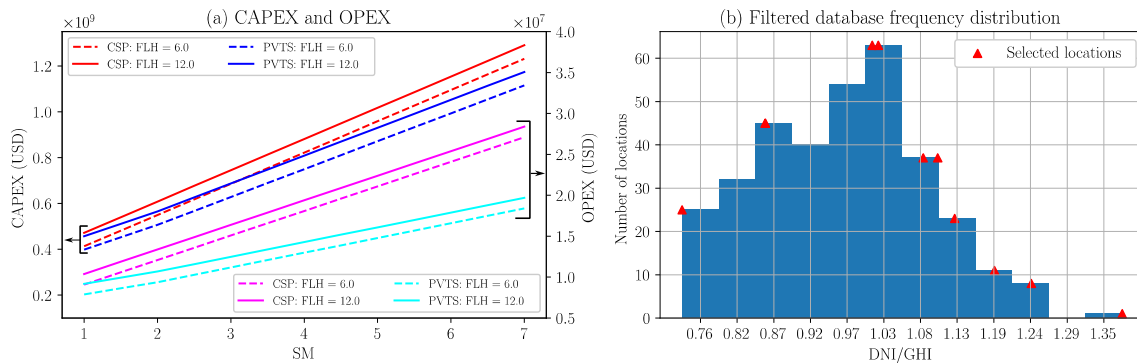 (a) CAPEX and OPEX
×10⁹
×10⁷
CSP: FLH = 6.0
CSP: FLH = 12.0
PVTS: FLH = 6.0
PVTS: FLH = 12.0
1.2
1.1
0.9
0.8
0.6
0.5
0.4
0.2
CAPEX (USD)
4.0
3.5
3.0
2.5
2.0
1.5
1.0
0.5
OPEX (USD)
CSP: FLH = 6.0
CSP: FLH = 12.0
PVTS: FLH = 6.0
PVTS: FLH = 12.0
1 2 3 4 5 6 7
SM
(b) Filtered database frequency distribution
Selected locations
60
50
40
30
20
10
0
Number of locations
0.76 0.82 0.87 0.92 0.97 1.03 1.08 1.13 1.19 1.24 1.29 1.35
DNI/GHI